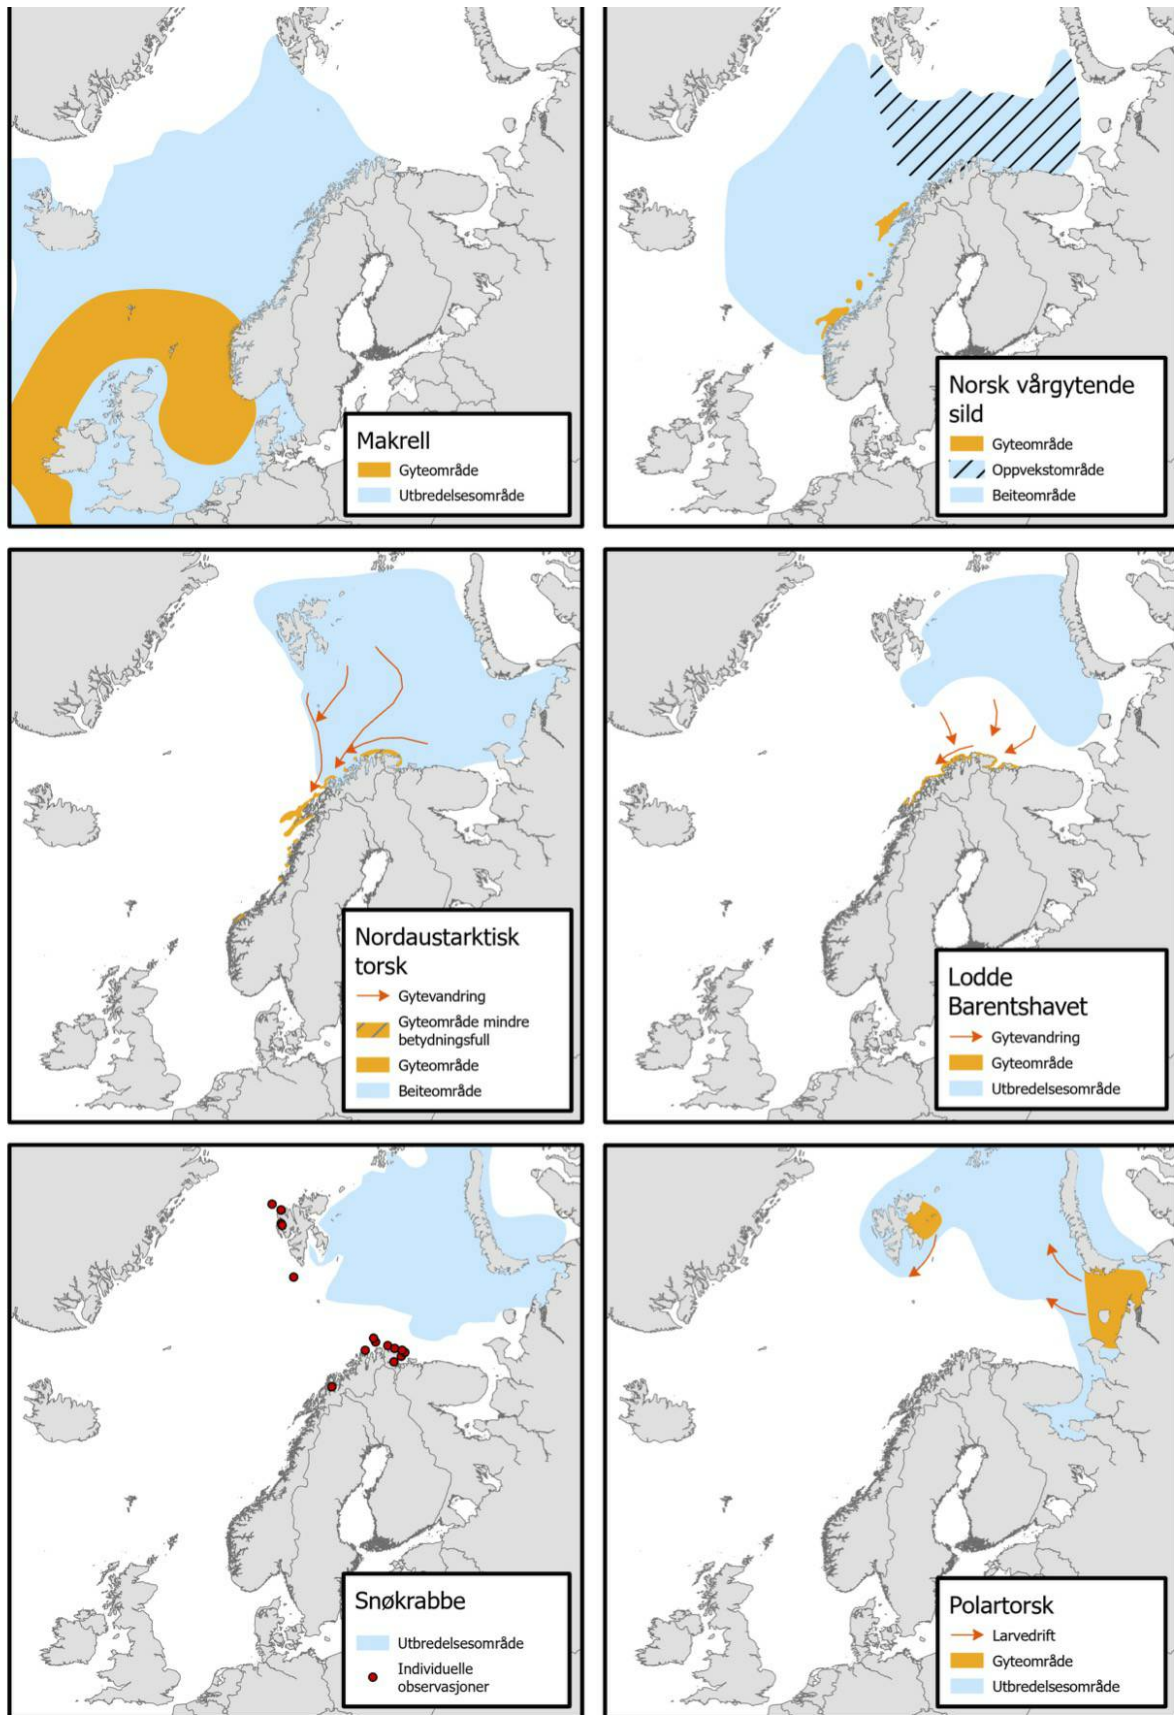 Makrell
Gyteområde
Utbredelsesområde
Norsk vårgytende
sild
Gyteområde
Oppvekstområde
Beiteområde
Nordaustarktisk
torsk
Gytevandring
Gyteområde mindre
betydningsfull
Gyteområde
Beiteområde
Lodde
Barentshavet
Gytevandring
Gyteområde
Utbredelsesområde
Snøkrabbe
Utbredelsesområde
Individuelle
observasjoner
Polartorsk
Larvedrift
Gyteområde
Utbredelsesområde